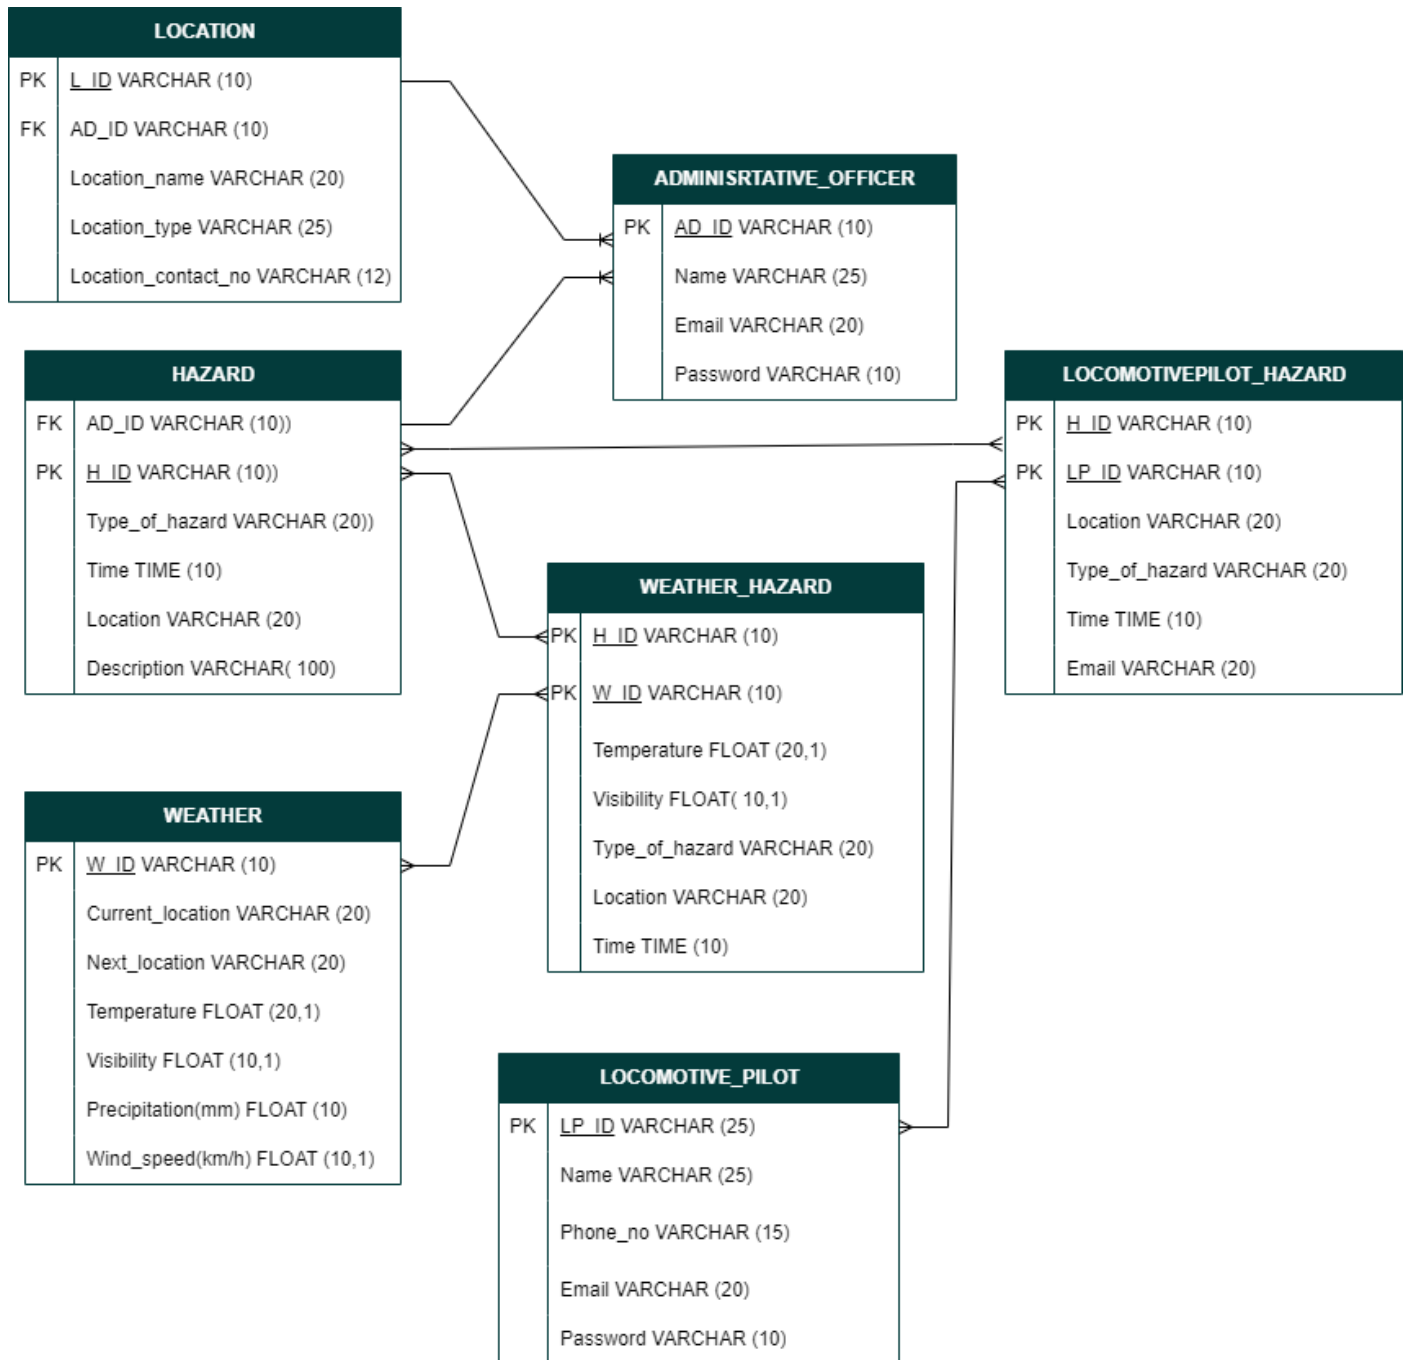 LOCATION
PK L_ID VARCHAR (10)
FK AD_ID VARCHAR (10)
Location_name VARCHAR (20)
Location_type VARCHAR (25)
Location_contact_no VARCHAR (12)
ADMINISRTATIVE_OFFICER
PK AD_ID VARCHAR (10)
Name VARCHAR (25)
Email VARCHAR (20)
Password VARCHAR (10)
HAZARD
FK AD_ID VARCHAR (10))
PK H_ID VARCHAR (10))
Type_of_hazard VARCHAR (20))
Time TIME (10)
Location VARCHAR (20)
Description VARCHAR( 100)
LOCOMOTIVEPILOT_HAZARD
PK H_ID VARCHAR (10)
PK LP_ID VARCHAR (10)
Location VARCHAR (20)
Type_of_hazard VARCHAR (20)
Time TIME (10)
Email VARCHAR (20)
WEATHER_HAZARD
PK H_ID VARCHAR (10)
PK W_ID VARCHAR (10)
Temperature FLOAT (20,1)
Visibility FLOAT( 10,1)
Type_of_hazard VARCHAR (20)
Location VARCHAR (20)
Time TIME (10)
WEATHER
PK W_ID VARCHAR (10)
Current_location VARCHAR (20)
Next_location VARCHAR (20)
Temperature FLOAT (20,1)
Visibility FLOAT (10,1)
Precipitation(mm) FLOAT (10)
Wind_speed(km/h) FLOAT (10,1)
LOCOMOTIVE_PILOT
PK LP_ID VARCHAR (25)
Name VARCHAR (25)
Phone_no VARCHAR (15)
Email VARCHAR (20)
Password VARCHAR (10)